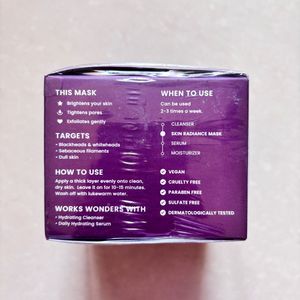 THIS MASK
Brightens your skin
Tightens pores
Exfoliates gently
TARGETS
• Blackheads & whiteheads
• Sebaceous filaments
• Dull skin
HOW TO USE
Apply a thick layer evenly onto clean,
dry skin. Leave it on for 10-15 minutes.
Wash off with lukewarm water.
WORKS WONDERS WITH
• Hydrating Cleanser
• Daily Hydrating Serum
WHEN TO USE
Can be used
2-3 times a week.
CLEANSER
SKIN RADIANCE MASK
SERUM
MOISTURIZER
VEGAN
CRUELTY FREE
PARABEN FREE
SULFATE FREE
DERMATOLOGICALLY TESTED